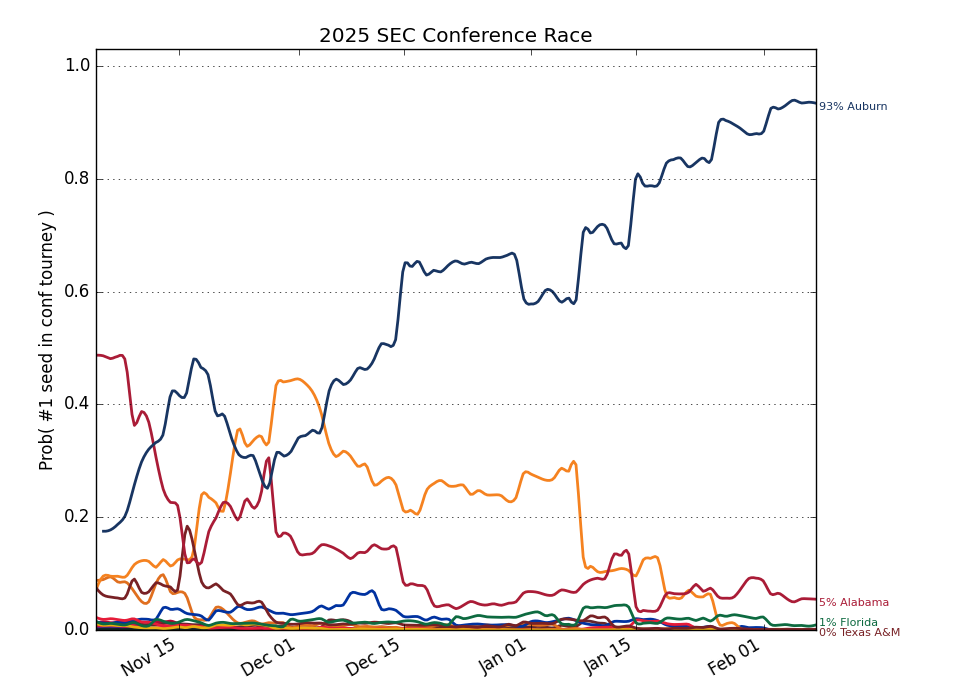 2025 SEC Conference Race
Prob( #1 seed in conf tourney )
1.0
0.8
0.6
0.4
0.2
0.0
Nov 15
Dec 01
Dec 15
Jan 01
Jan 15
Feb 01
93% Auburn
5% Alabama
1% Florida
0% Texas A&M